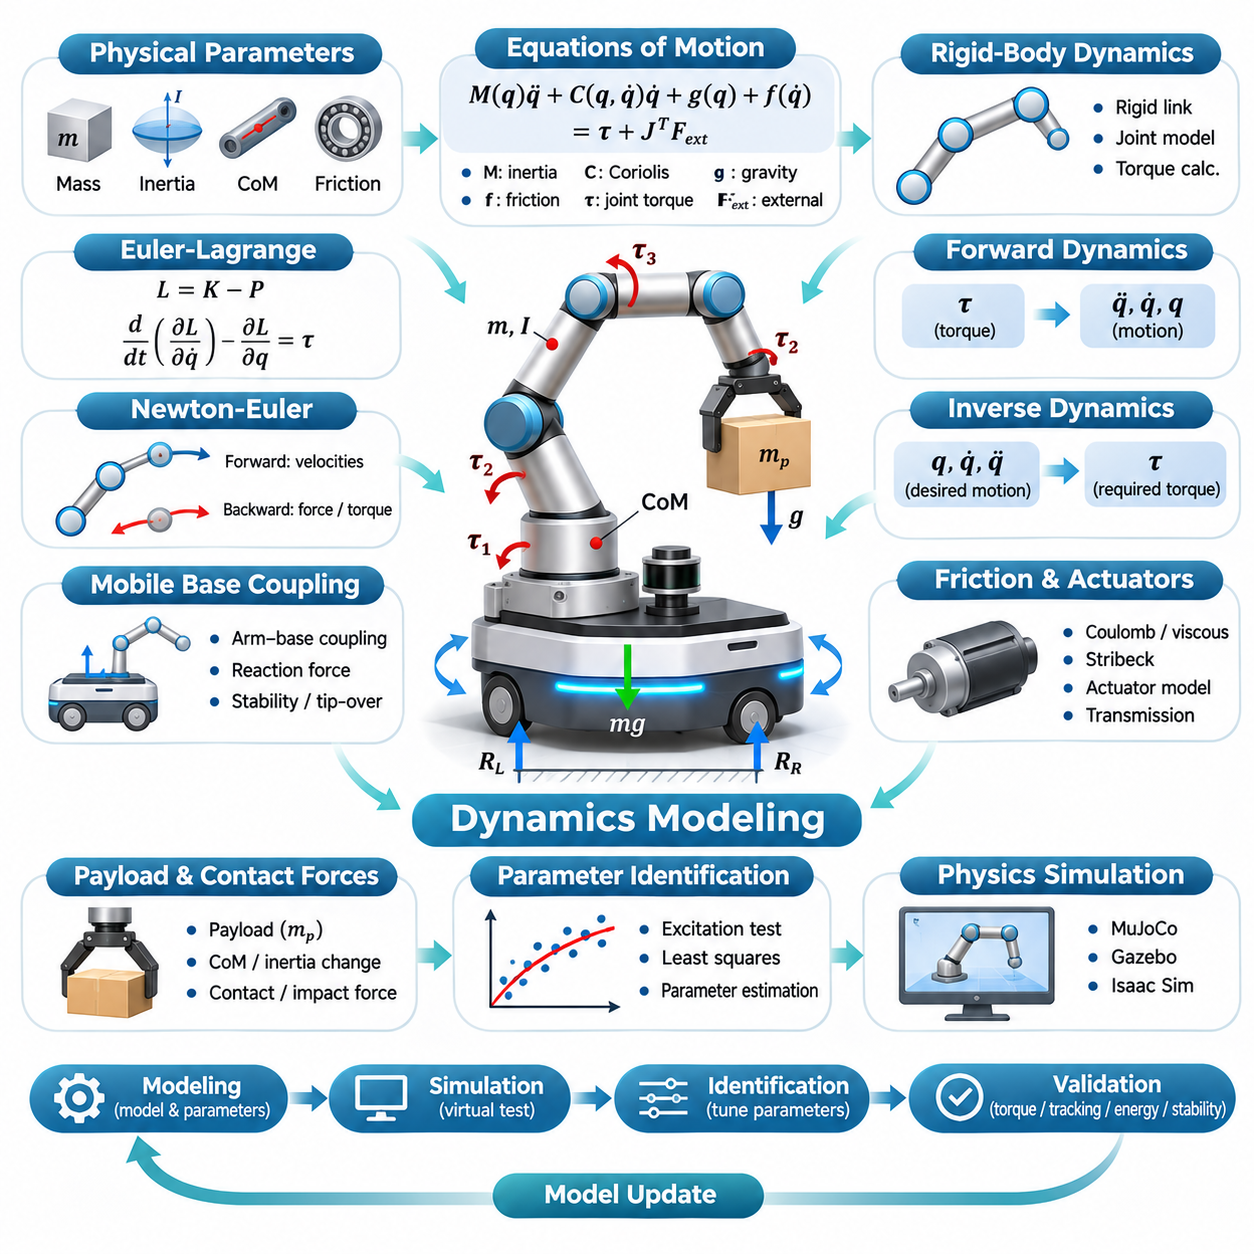 Physical Parameters
m
I
Mass
Inertia
CoM
Friction
Equations of Motion
M(q)q̈ + C(q, q̇)q̇ + g(q) + f(q̇)
= τ + JᵀF_ext
M: inertia
C: Coriolis
g : gravity
f : friction
τ: joint torque
F_ext : external
Rigid-Body Dynamics
Rigid link
Joint model
Torque calc.
Euler-Lagrange
L = K − P
d/dt (∂L/∂q̇) − ∂L/∂q = τ
Newton-Euler
Forward: velocities
Backward: force / torque
Mobile Base Coupling
Arm–base coupling
Reaction force
Stability / tip-over
τ₃
m, I
τ₂
τ₂
m_p
CoM
g
τ₁
mg
R_L
R_R
Forward Dynamics
τ
(torque)
q̈, q̇, q
(motion)
Inverse Dynamics
q, q̇, q̈
(desired motion)
τ
(required torque)
Friction & Actuators
Coulomb / viscous
Stribeck
Actuator model
Transmission
Dynamics Modeling
Payload & Contact Forces
Payload (m_p)
CoM / inertia change
Contact / impact force
Parameter Identification
Excitation test
Least squares
Parameter estimation
Physics Simulation
MuJoCo
Gazebo
Isaac Sim
Modeling
(model & parameters)
Simulation
(virtual test)
Identification
(tune parameters)
Validation
(torque / tracking / energy / stability)
Model Update